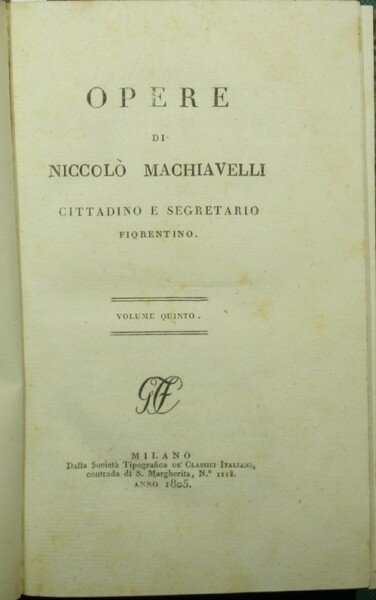 OPERE
DI
NICCOLÒ MACHIAVELLI
CITTADINO E SEGRETARIO
FIORENTINO.
VOLUME QUINTO.
MILANO
Dalla Società Tipografica DE' CLASSICI ITALIANI,
contrada di S. Margherita, N.º 1118.
ANNO 1805.